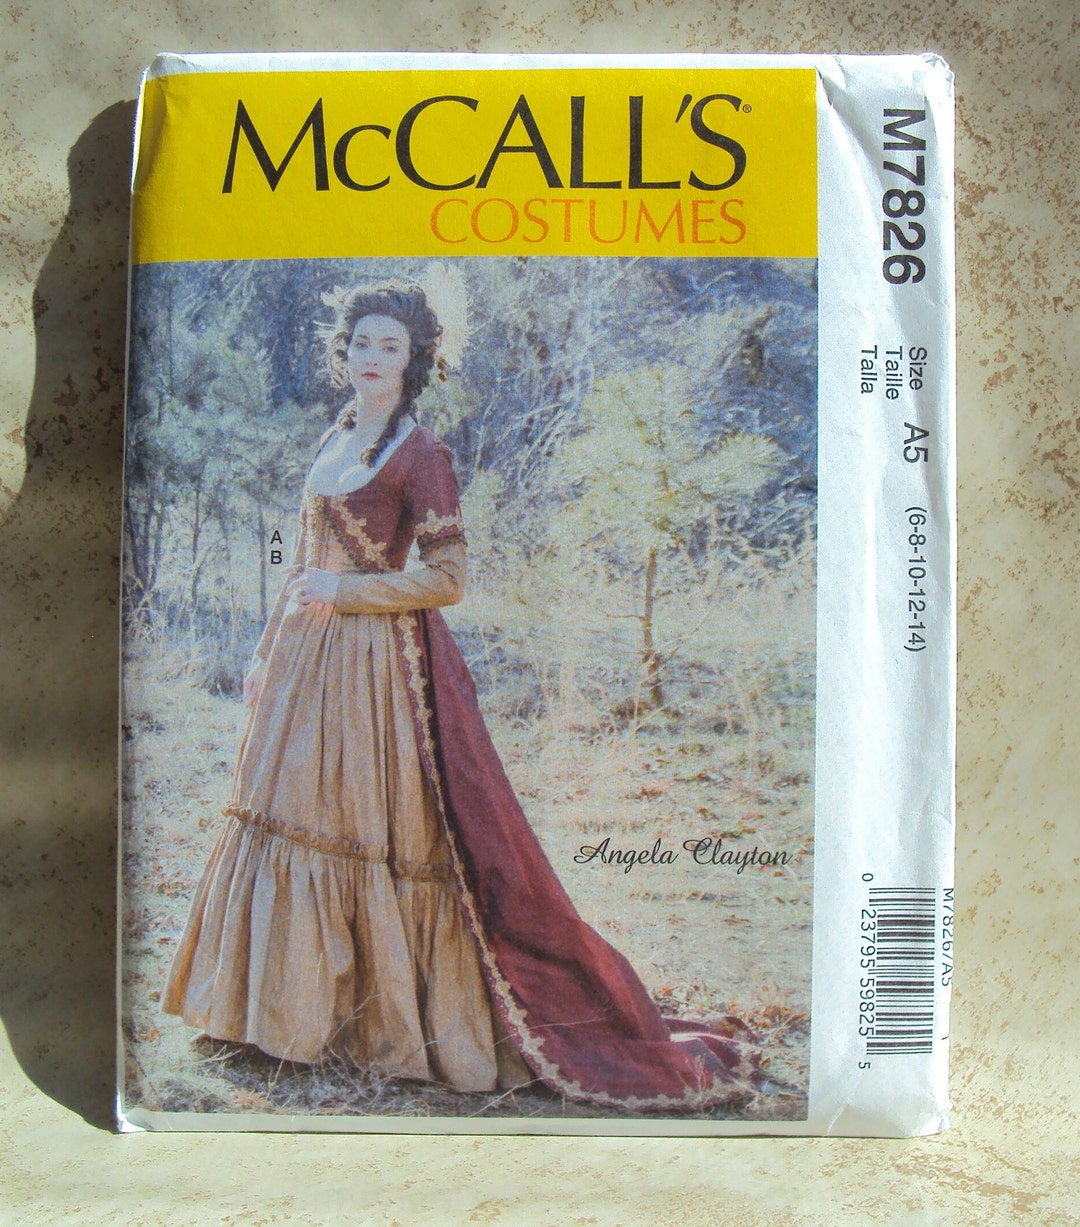 McCALL'S®
COSTUMES
A
B
Angela Clayton
M7826
Size
Taille
Talla
A5
(6-8-10-12-14)
M7826/A5
0 23795 59825 5